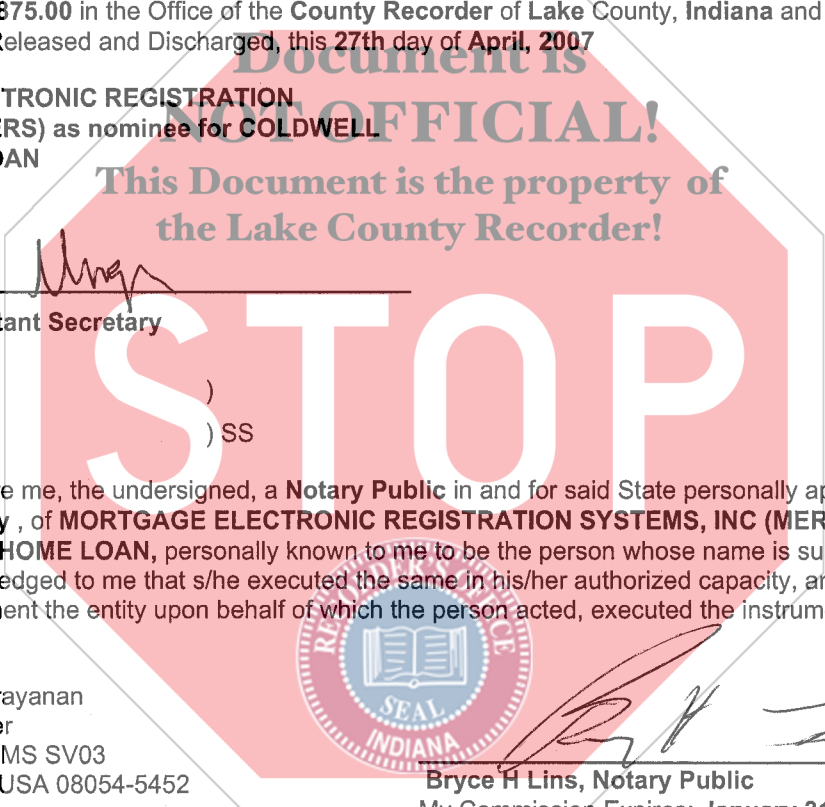 875.00 in the Office of the County Recorder of Lake County, Indiana and
Released and Discharged, this 27th day of April, 2007
Document is
TRONIC REGISTRATION
NOT OFFICIAL!
ERS) as nominee for COLDWELL
OAN
This Document is the property of
the Lake County Recorder!
tant Secretary
STOP
)
) SS
e me, the undersigned, a Notary Public in and for said State personally ap
y , of MORTGAGE ELECTRONIC REGISTRATION SYSTEMS, INC (MER
HOME LOAN, personally known to me to be the person whose name is su
edged to me that s/he executed the same in his/her authorized capacity, an
ent the entity upon behalf of which the person acted, executed the instrum
RECORDER'S OFFICE
SEAL
INDIANA
rayanan
er
MS SV03
USA 08054-5452
Bryce H Lins, Notary Public
My Commission Expires: January